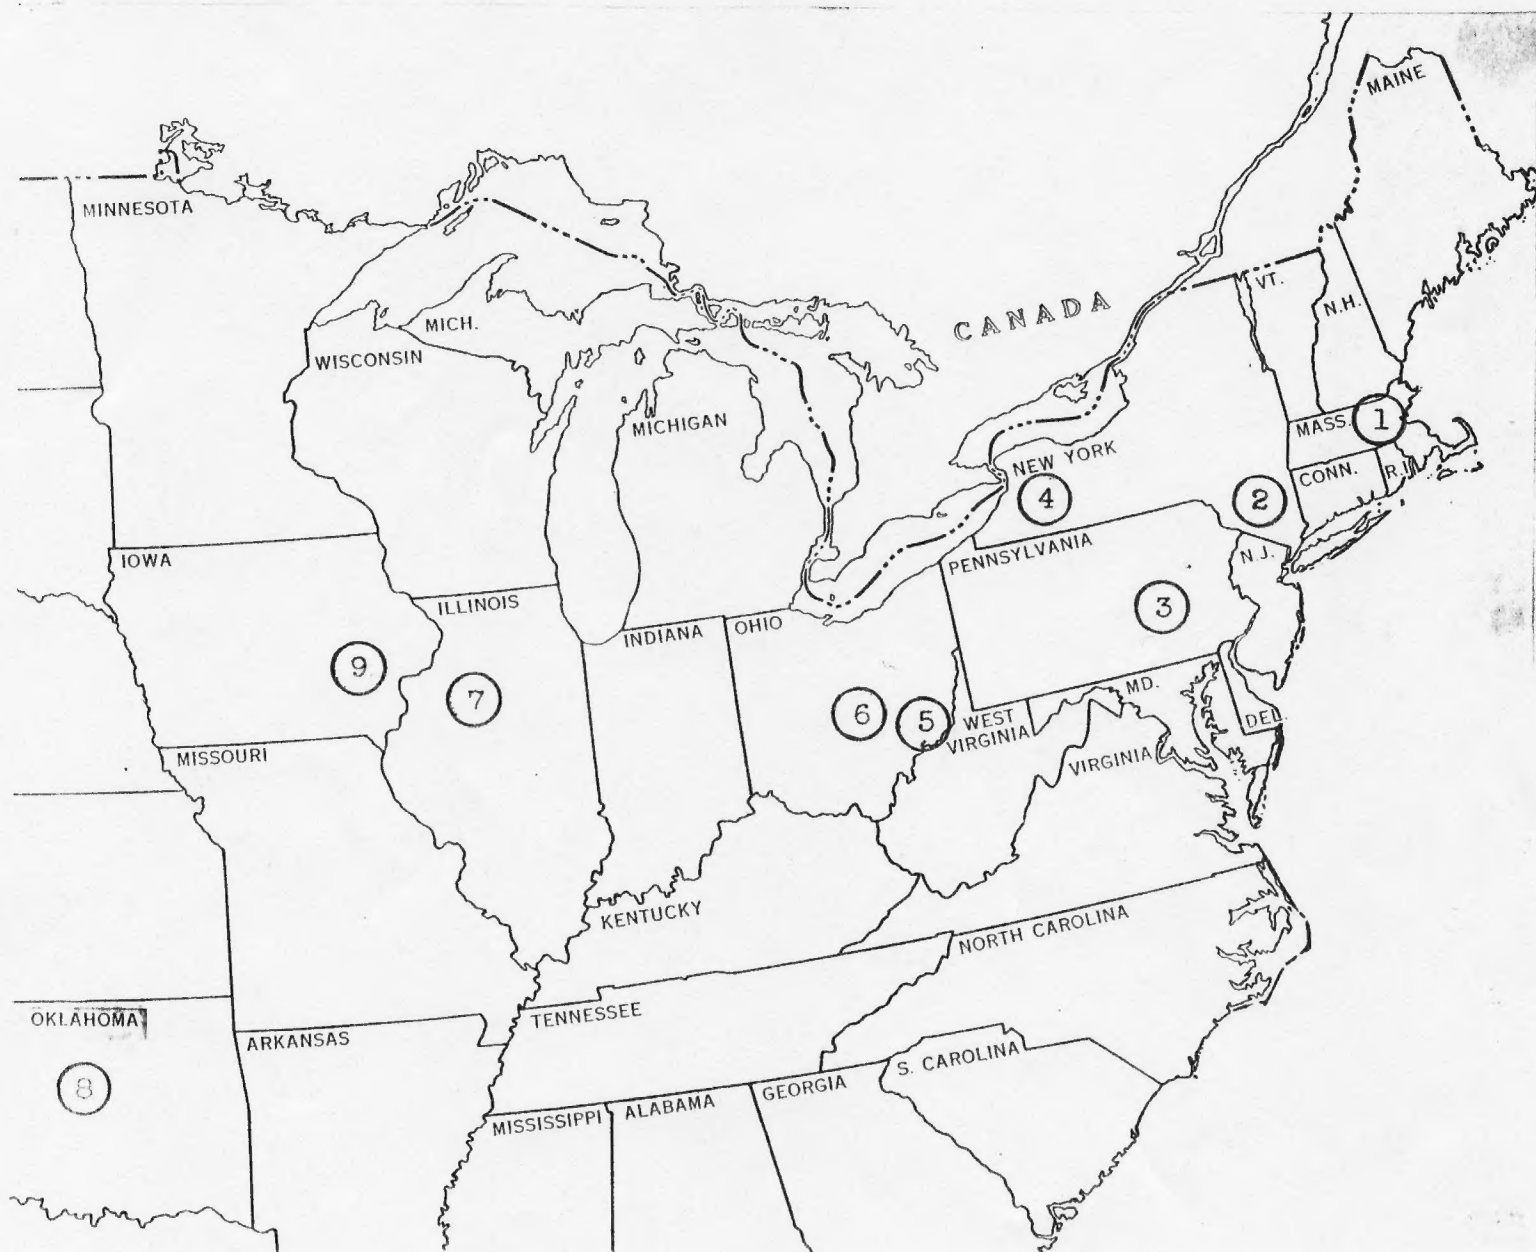 MAINE
MINNESOTA
CANADA
VT.
N.H.
MICH.
WISCONSIN
MICHIGAN
MASS.
1
NEW YORK
CONN.
R.I.
4
2
PENNSYLVANIA
N.J.
IOWA
ILLINOIS
INDIANA
OHIO
3
9
7
6
5
WEST
VIRGINIA
MD.
DEL.
VIRGINIA
MISSOURI
KENTUCKY
NORTH CAROLINA
OKLAHOMA
TENNESSEE
ARKANSAS
8
S. CAROLINA
GEORGIA
ALABAMA
MISSISSIPPI